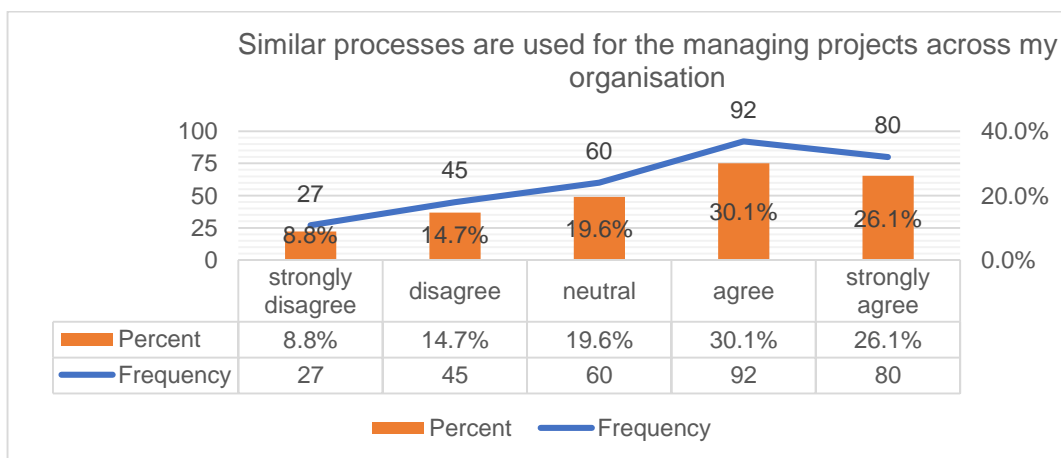 Similar processes are used for the managing projects across my
organisation
92
80
60
45
27
100
75
50
25
0
40.0%
20.0%
0.0%
8.8%
14.7%
19.6%
30.1%
26.1%
strongly
disagree
disagree
neutral
agree
strongly
agree
Percent 8.8% 14.7% 19.6% 30.1% 26.1%
Frequency 27 45 60 92 80
Percent Frequency